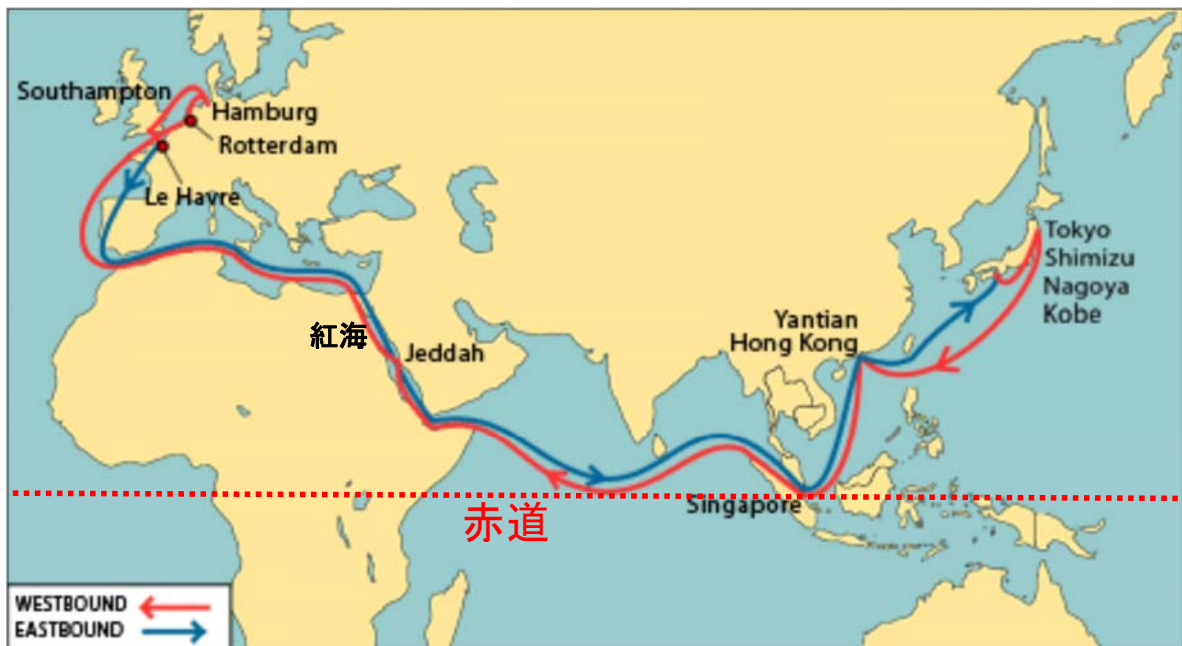 Southampton
Hamburg
Rotterdam
Le Havre
紅海
Jeddah
Yantian
Hong Kong
Tokyo
Shimizu
Nagoya
Kobe
Singapore
赤道
WESTBOUND
EASTBOUND